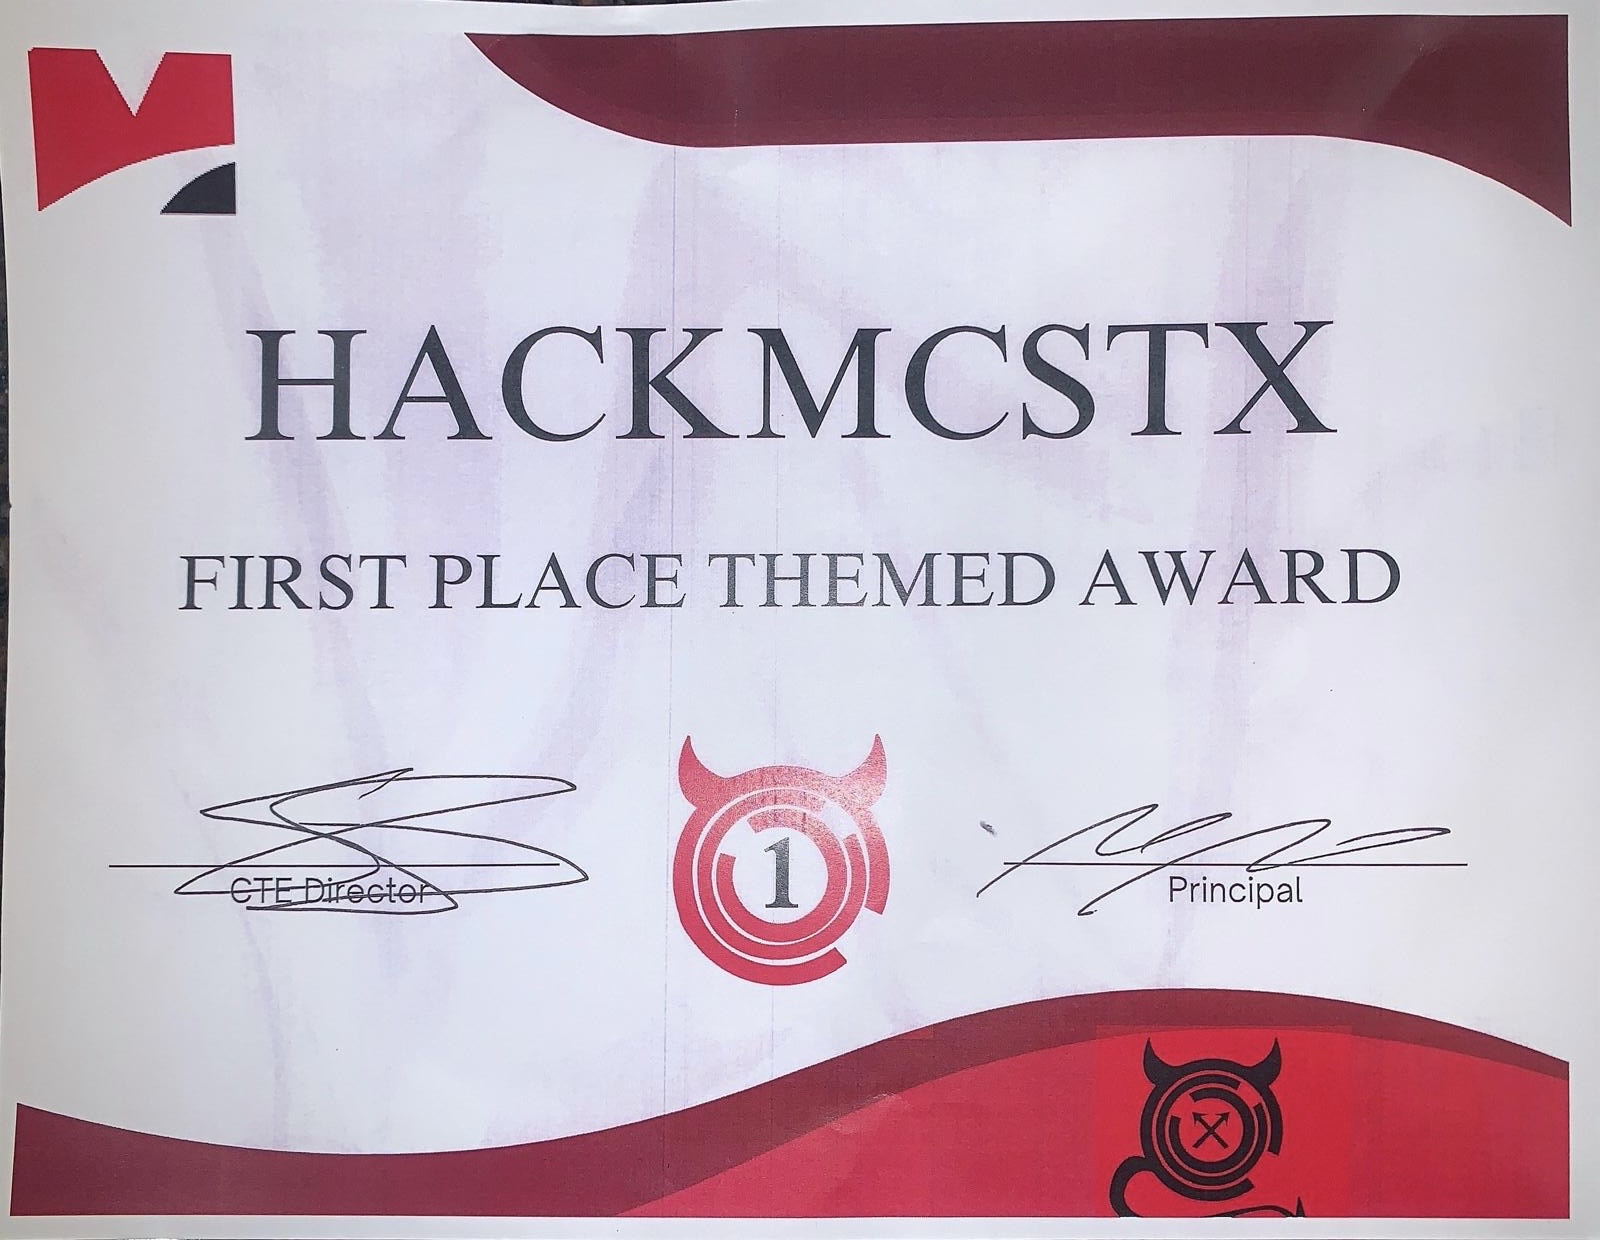 HACKMCSTX
FIRST PLACE THEMED AWARD
1
CTE Director
Principal